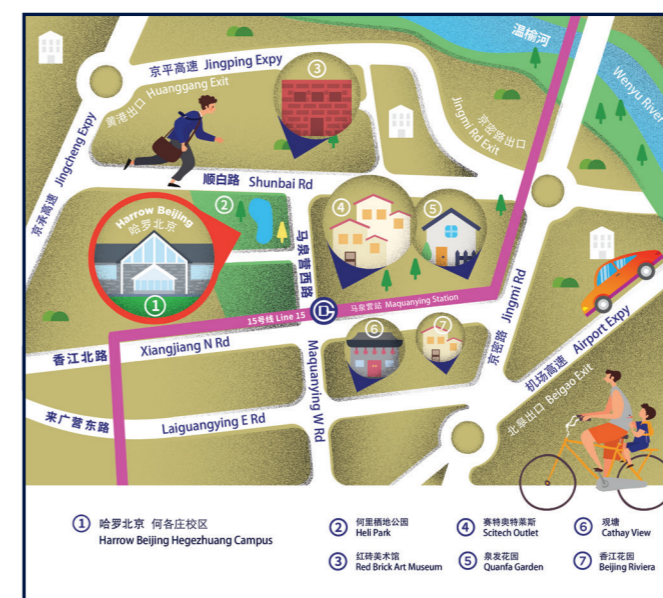 温榆河
Wenyu River
京平高速 Jingping Expy
黄港出口 Huanggang Exit
③
京密路出口
Jingmi Rd Exit
京承高速 Jingcheng Expy
顺白路 Shunbai Rd
Harrow Beijing
哈罗北京
①
②
马泉营西路
④
⑤
15号线 Line 15
马泉营站 Maquanying Station
京密路 Jingmi Rd
机场高速 Airport Expy
北皋出口 Beigao Exit
香江北路 Xiangjiang N Rd
⑥
⑦
Maquanying W Rd
来广营东路 Laiguangying E Rd
① 哈罗北京 何各庄校区
Harrow Beijing Hegezhuang Campus
② 何里栖地公园
Heli Park
③ 红砖美术馆
Red Brick Art Museum
④ 赛特奥特莱斯
Scitech Outlet
⑤ 泉发花园
Quanfa Garden
⑥ 观塘
Cathay View
⑦ 香江花园
Beijing Riviera